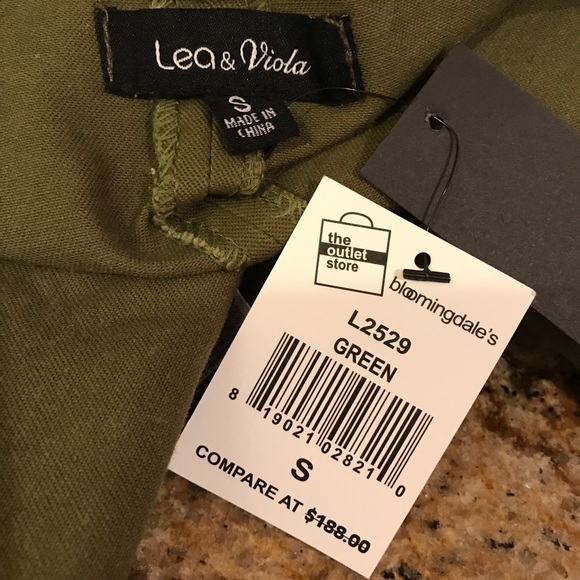 Lea & Viola
S
MADE IN
CHINA
the
outlet
store
bloomingdale's
L2529
GREEN
8 19021 02821 0
S
COMPARE AT $188.00